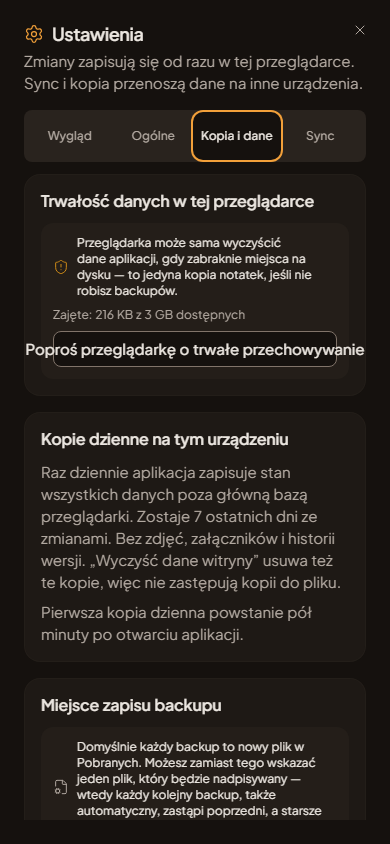 Ustawienia
Zmiany zapisują się od razu w tej przeglądarce.
Sync i kopia przenoszą dane na inne urządzenia.
Wygląd
Ogólne
Kopia i dane
Sync
Trwałość danych w tej przeglądarce
Przeglądarka może sama wyczyścić
dane aplikacji, gdy zabraknie miejsca na
dysku — to jedyna kopia notatek, jeśli nie
robisz backupów.
Zajęte: 216 KB z 3 GB dostępnych
Poproś przeglądarkę o trwałe przechowywanie
Kopie dzienne na tym urządzeniu
Raz dziennie aplikacja zapisuje stan
wszystkich danych poza główną bazą
przeglądarki. Zostaje 7 ostatnich dni ze
zmianami. Bez zdjęć, załączników i historii
wersji. „Wyczyść dane witryny” usuwa też
te kopie, więc nie zastępują kopii do pliku.
Pierwsza kopia dzienna powstanie pół
minuty po otwarciu aplikacji.
Miejsce zapisu backupu
Domyślnie każdy backup to nowy plik w
Pobranych. Możesz zamiast tego wskazać
jeden plik, który będzie nadpisywany —
wtedy każdy kolejny backup, także
automatyczny, zastąpi poprzedni, a starsze